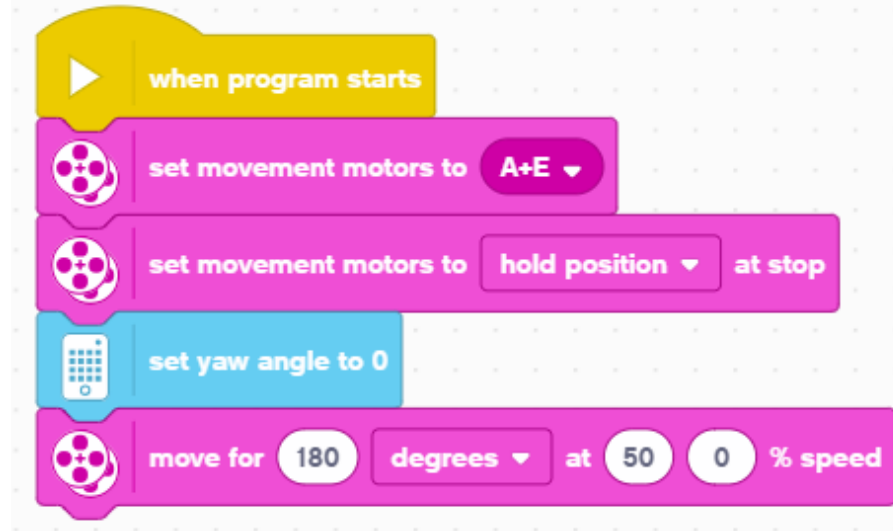 when program starts
set movement motors to A+E
set movement motors to hold position at stop
set yaw angle to 0
move for 180 degrees at 50 0 % speed